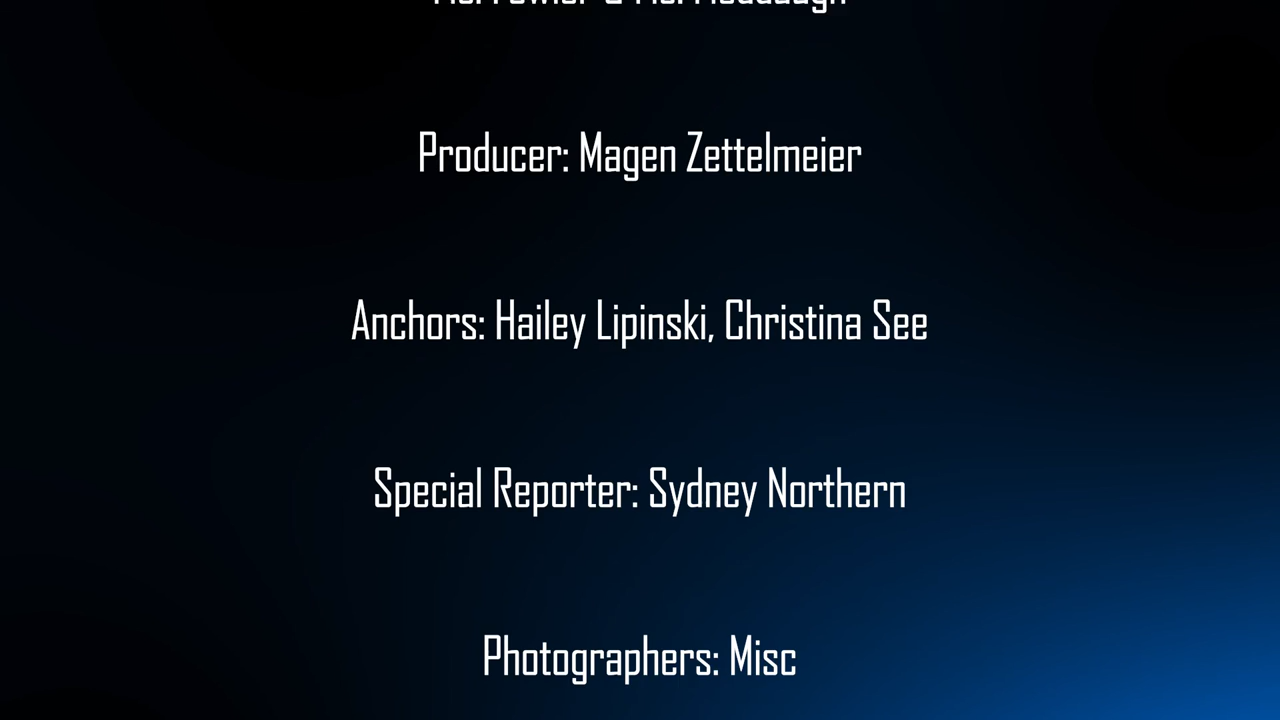 Producer: Magen Zettelmeier
Anchors: Hailey Lipinski, Christina See
Special Reporter: Sydney Northern
Photographers: Misc